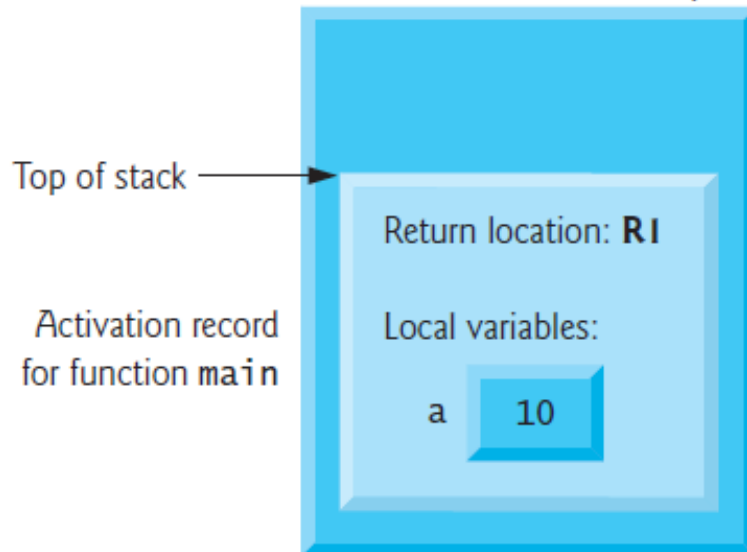 Top of stack
Return location: R1
Activation record
for function main
Local variables:
a 10